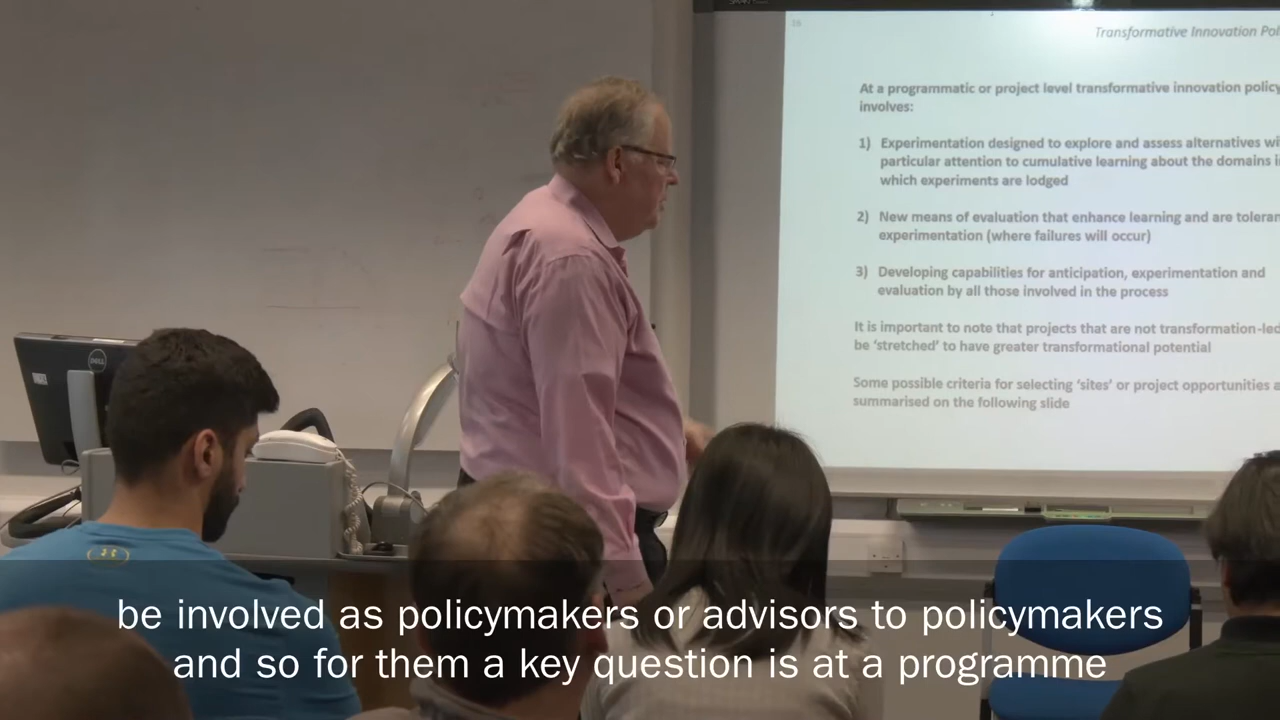 Transformative Innovation Pol
At a programmatic or project level transformative innovation policy
involves:
1) Experimentation designed to explore and assess alternatives wi
particular attention to cumulative learning about the domains i
which experiments are lodged
2) New means of evaluation that enhance learning and are toleran
experimentation (where failures will occur)
3) Developing capabilities for anticipation, experimentation and
evaluation by all those involved in the process
It is important to note that projects that are not transformation-led
be ‘stretched’ to have greater transformational potential
Some possible criteria for selecting ‘sites’ or project opportunities a
summarised on the following slide
DELL
be involved as policymakers or advisors to policymakers
and so for them a key question is at a programme